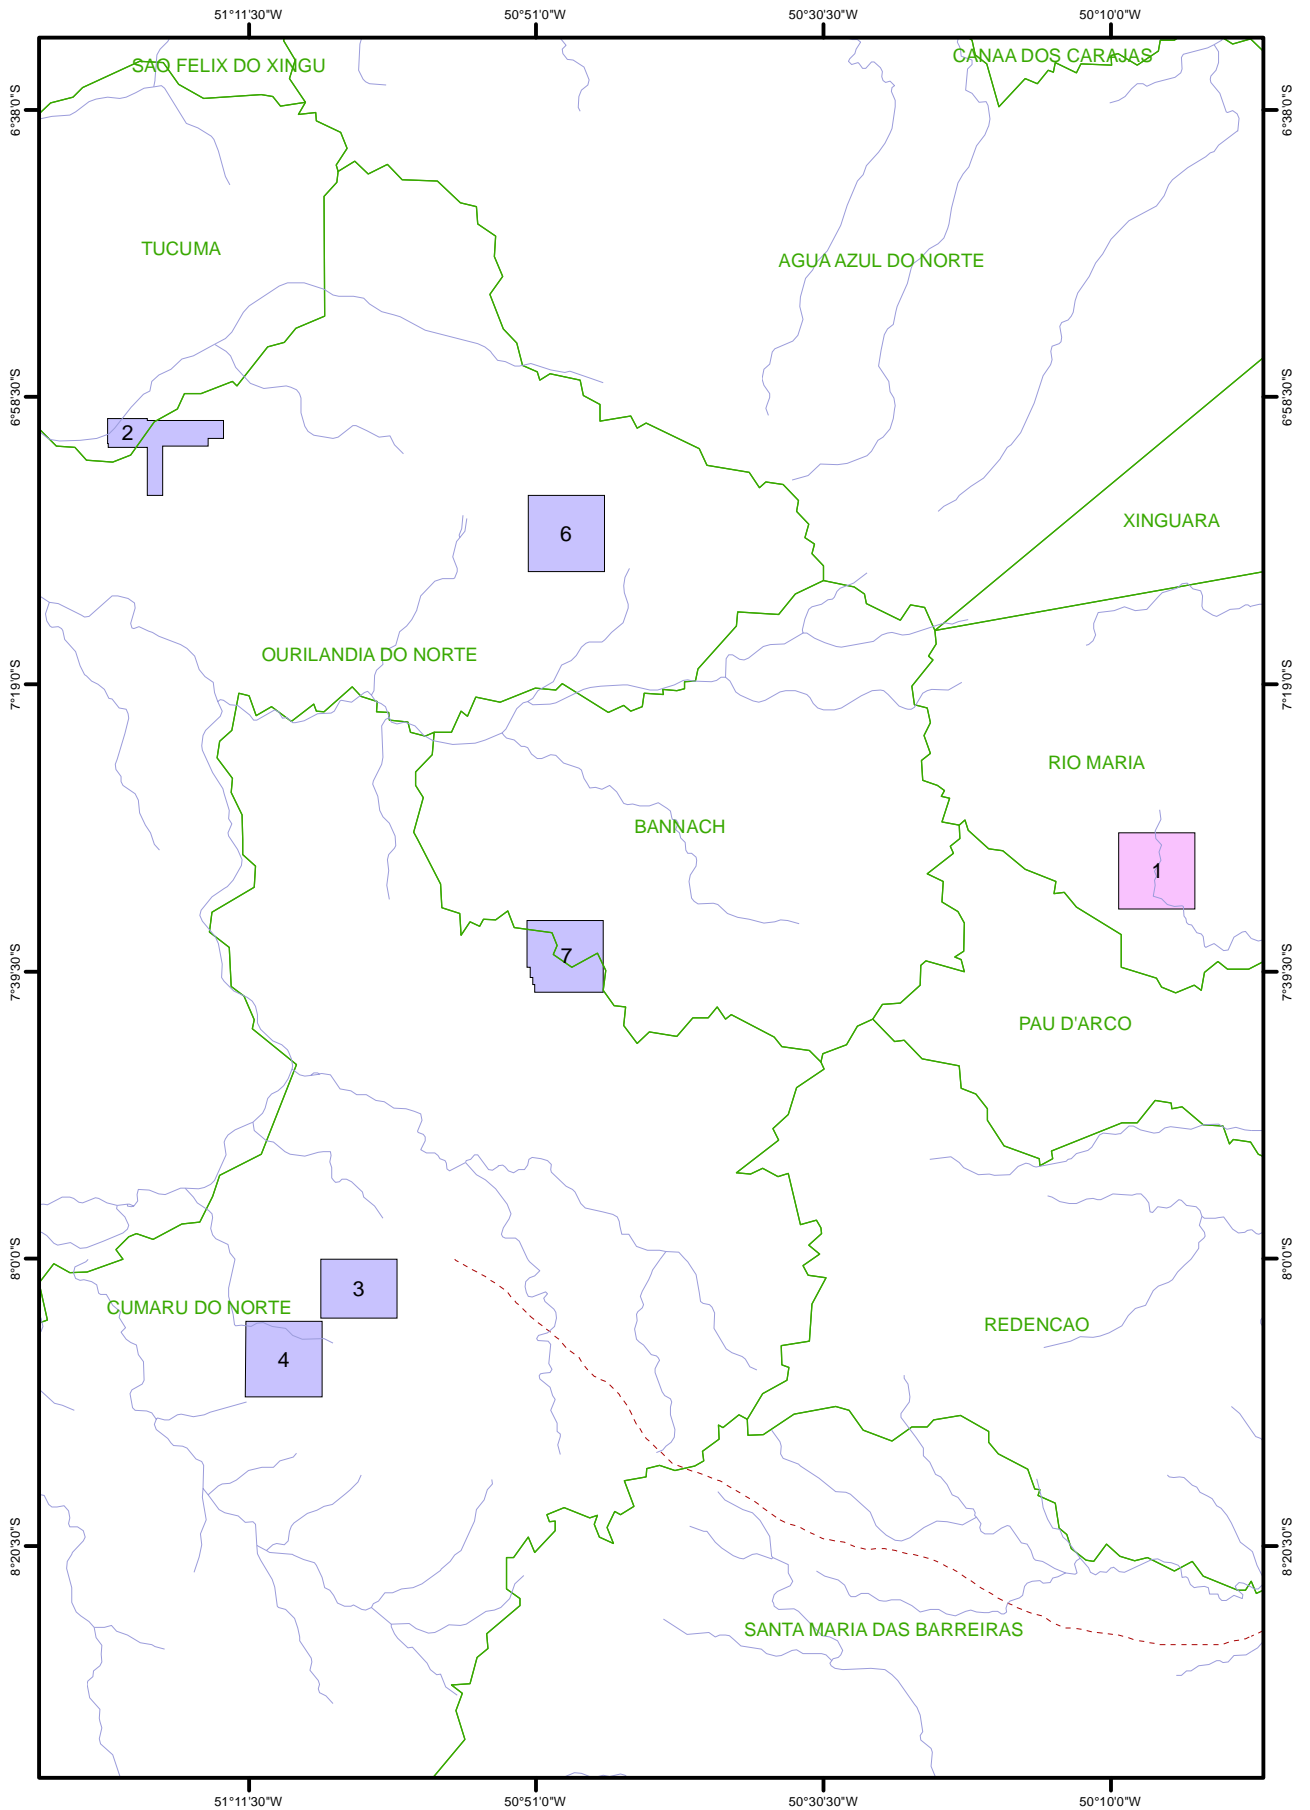 51°11'30"W 50°51'0"W 50°30'30"W 50°10'0"W
CANAA DOS CARAJAS
SAO FELIX DO XINGU
6°38'0"S 6°38'0"S
TUCUMA
AGUA AZUL DO NORTE
6°58'30"S 6°58'30"S
2
XINGUARA
6
OURILANDIA DO NORTE
7°19'0"S 7°19'0"S
RIO MARIA
BANNACH
1
7
7°39'30"S 7°39'30"S
PAU D'ARCO
8°0'0"S 8°0'0"S
3
CUMARU DO NORTE
REDENCAO
4
8°20'30"S 8°20'30"S
SANTA MARIA DAS BARREIRAS
51°11'30"W 50°51'0"W 50°30'30"W 50°10'0"W